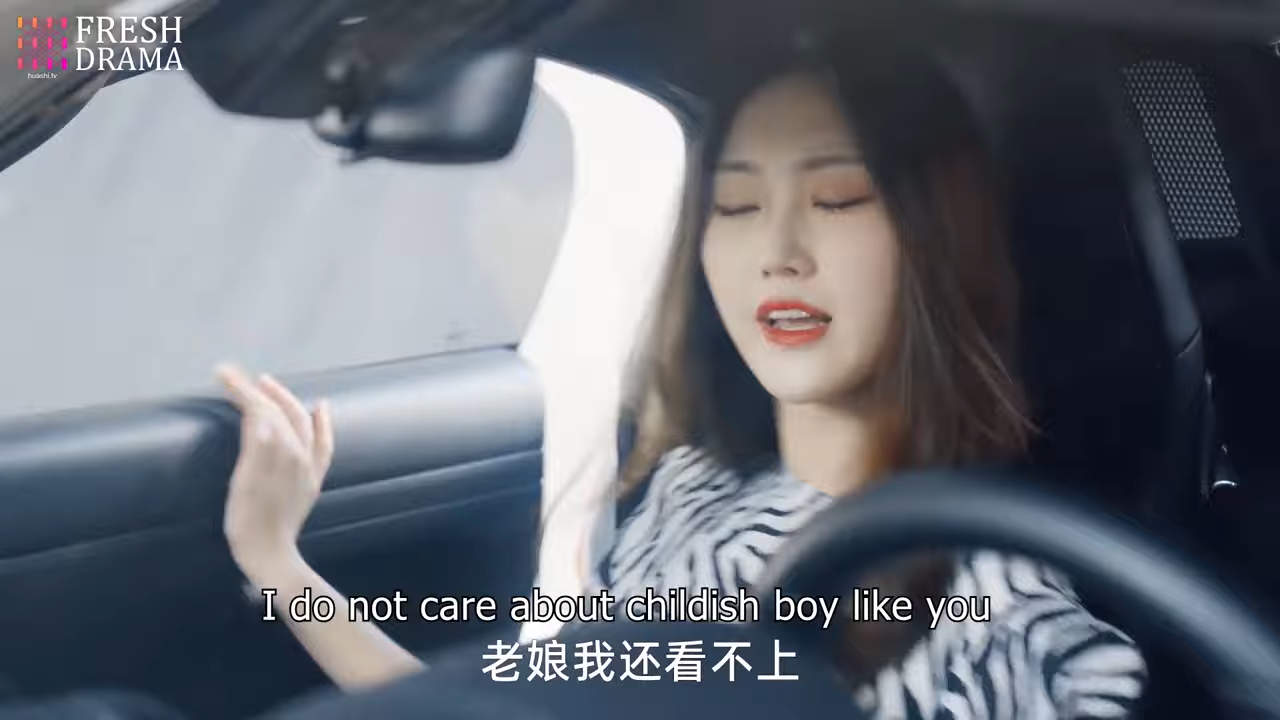 FRESH
DRAMA
huashi.tv
I do not care about childish boy like you
老娘我还看不上